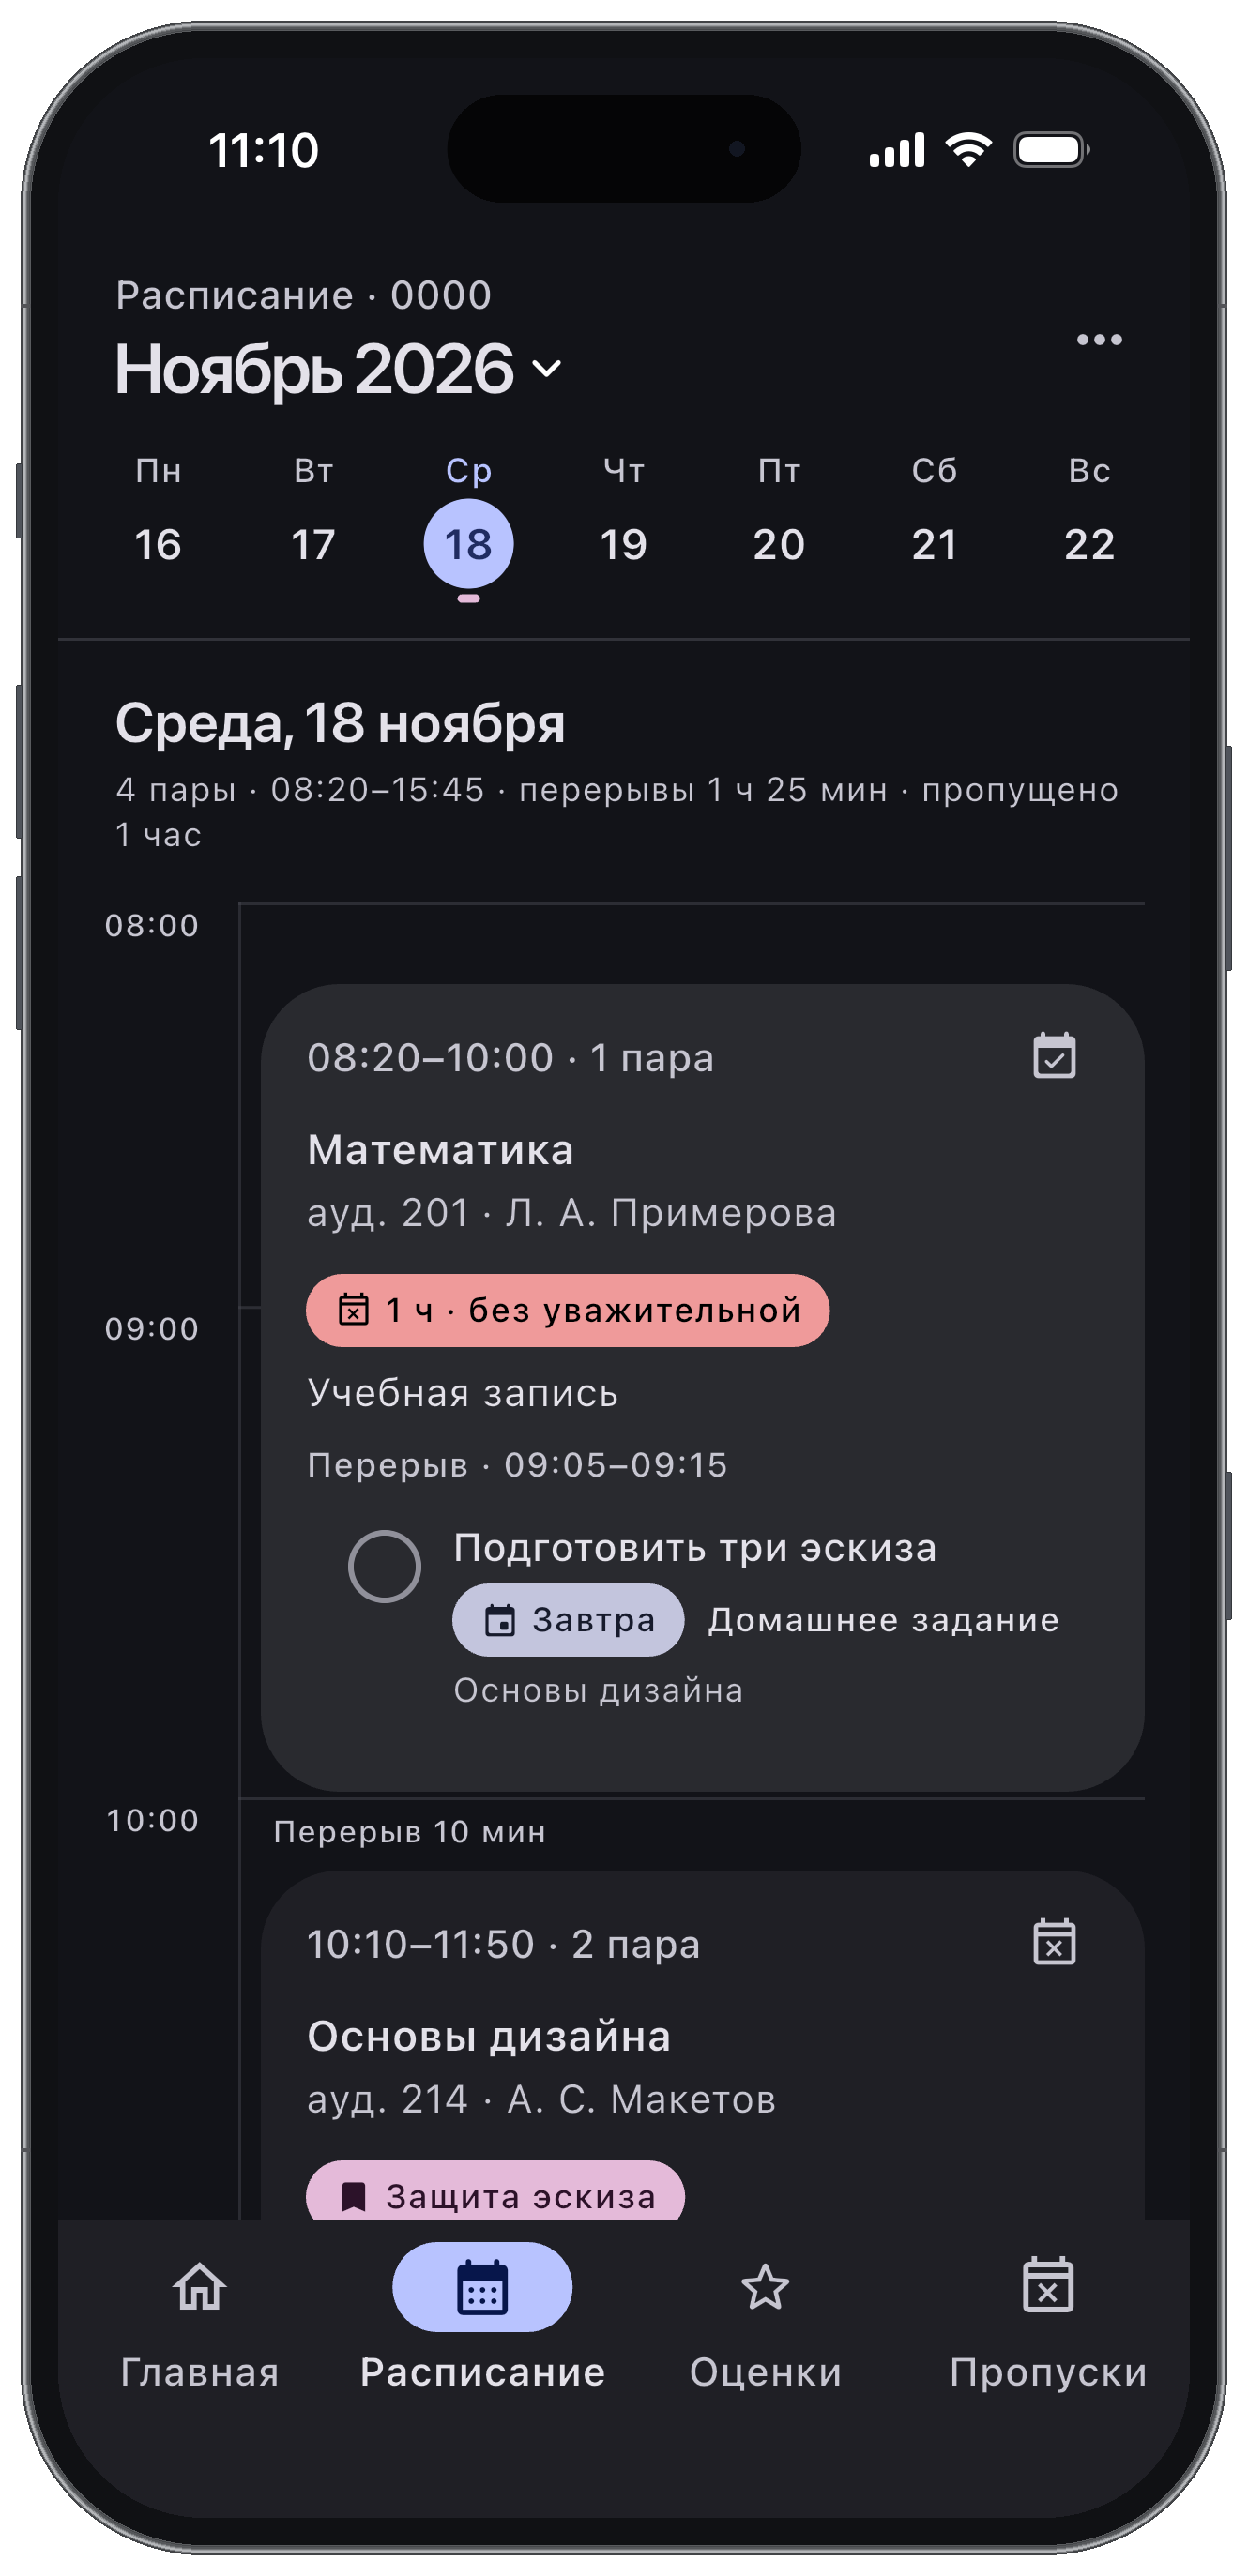 11:10
Расписание · 0000
Ноябрь 2026
Пн Вт Ср Чт Пт Сб Вс
16 17 18 19 20 21 22
Среда, 18 ноября
4 пары · 08:20–15:45 · перерывы 1 ч 25 мин · пропущено
1 час
08:00
08:20–10:00 · 1 пара
Математика
ауд. 201 · Л. А. Примерова
1 ч · без уважительной
09:00
Учебная запись
Перерыв · 09:05–09:15
Подготовить три эскиза
Завтра Домашнее задание
Основы дизайна
10:00
Перерыв 10 мин
10:10–11:50 · 2 пара
Основы дизайна
ауд. 214 · А. С. Макетов
Защита эскиза
Главная Расписание Оценки Пропуски